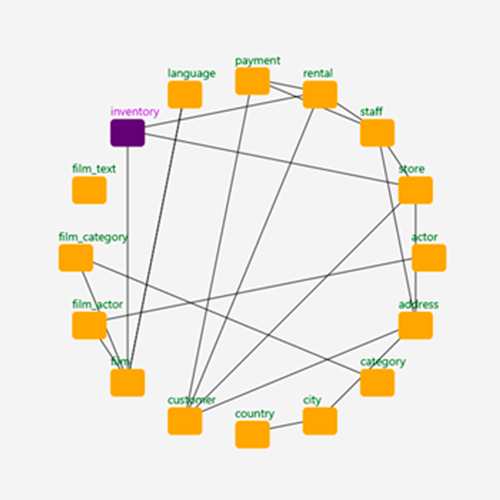 payment
language
rental
inventory
staff
film_text
store
film_category
actor
film_actor
address
film
category
customer
country
city